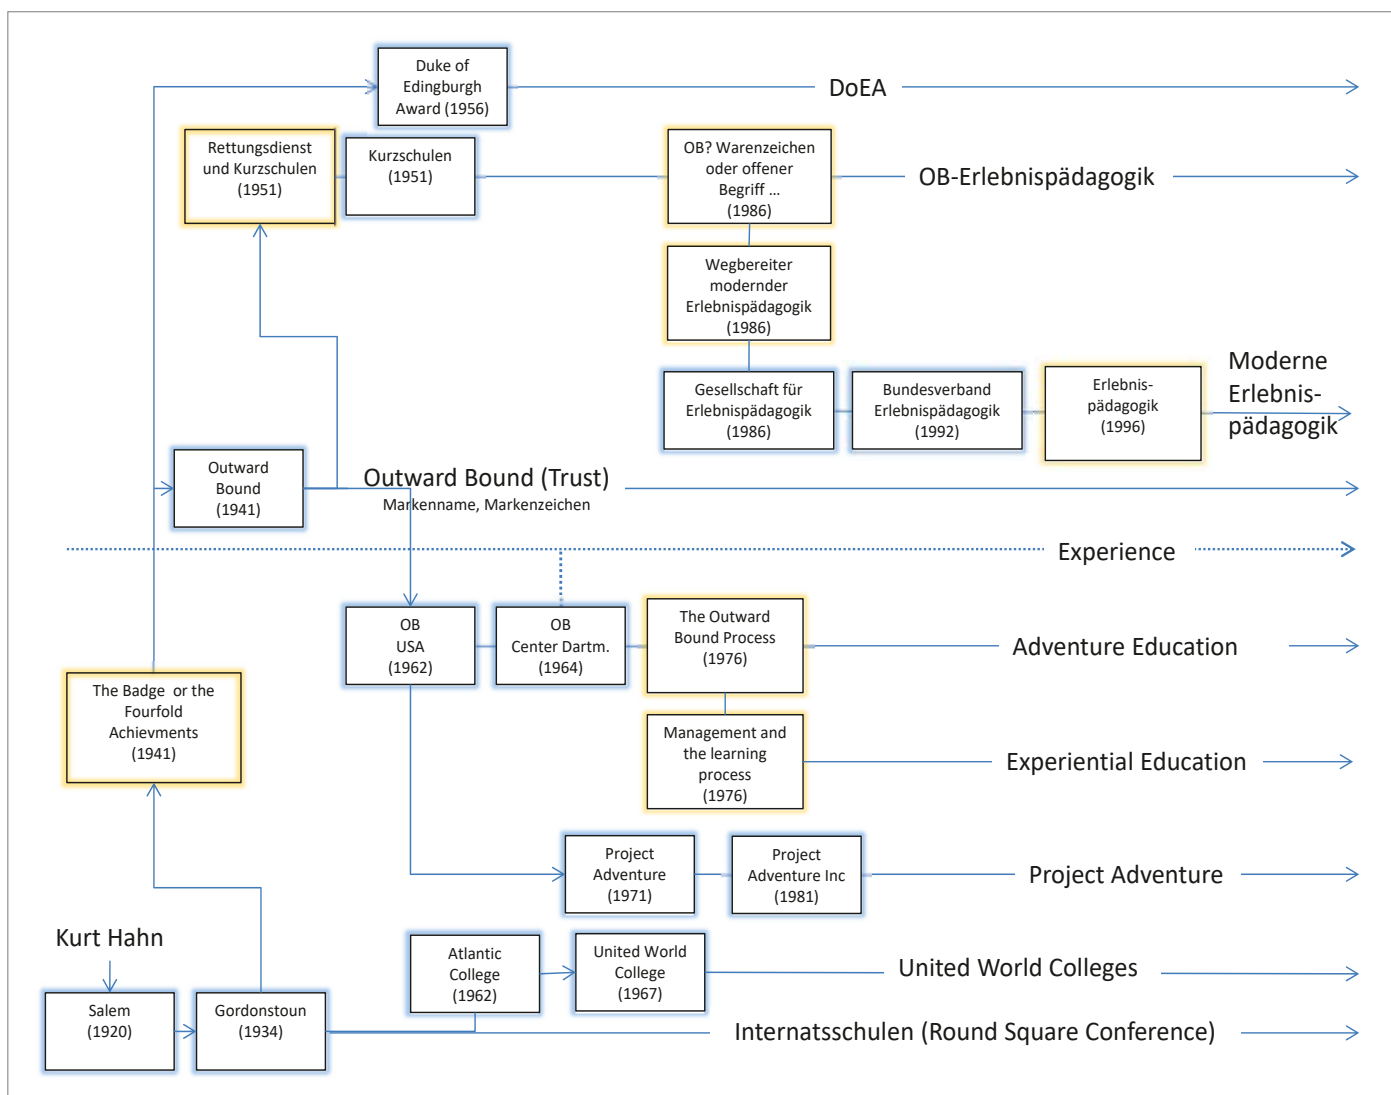 Duke of
Edingburgh
Award (1956)
DoEA
Rettungsdienst
und Kurzschulen
(1951)
Kurzschulen
(1951)
OB? Warenzeichen
oder offener
Begriff ...
(1986)
OB-Erlebnispädagogik
Wegbereiter
modernder
Erlebnispädagogik
(1986)
Gesellschaft für
Erlebnispädagogik
(1986)
Bundesverband
Erlebnispädagogik
(1992)
Erlebnis-
pädagogik
(1996)
Moderne
Erlebnis-
pädagogik
Outward
Bound
(1941)
Outward Bound (Trust)
Markenname, Markenzeichen
Experience
OB
USA
(1962)
OB
Center Dartm.
(1964)
The Outward
Bound Process
(1976)
Adventure Education
The Badge or the
Fourfold
Achievments
(1941)
Management and
the learning
process
(1976)
Experiential Education
Project
Adventure
(1971)
Project
Adventure Inc
(1981)
Project Adventure
Kurt Hahn
Atlantic
College
(1962)
United World
College
(1967)
United World Colleges
Salem
(1920)
Gordonstoun
(1934)
Internatsschulen (Round Square Conference)